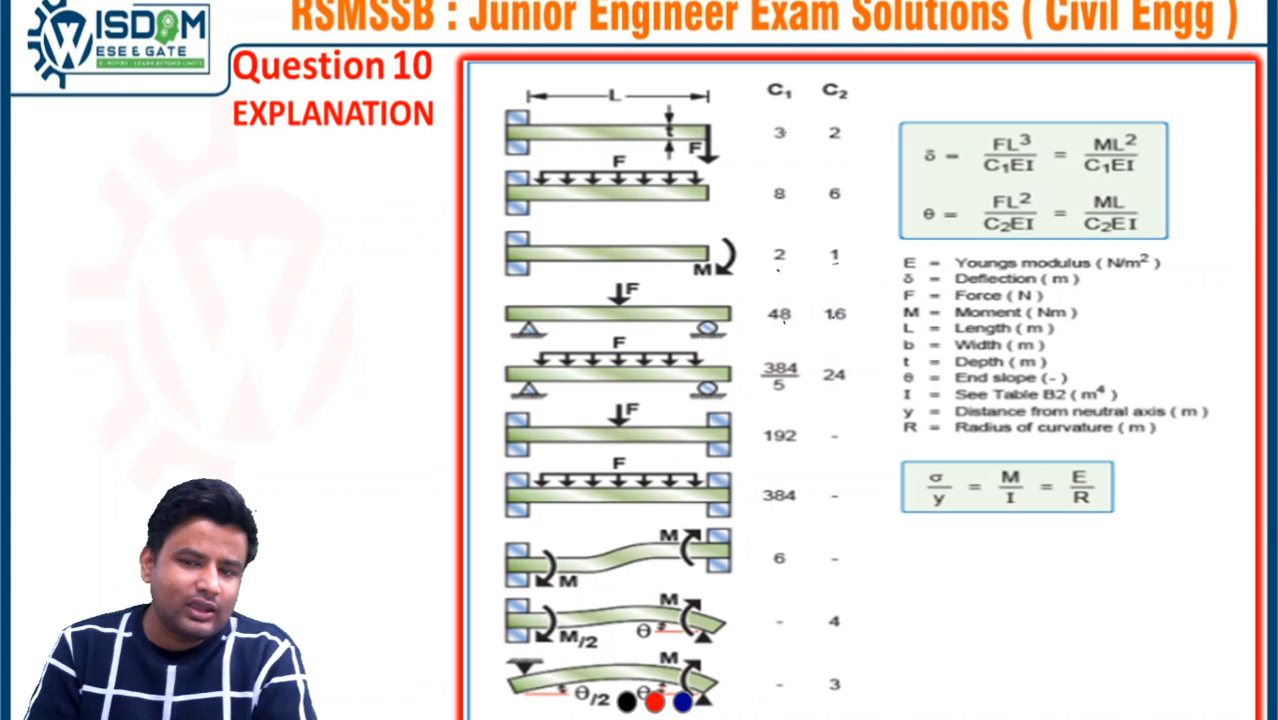 RSMSSB : Junior Engineer Exam Solutions ( Civil Engg )
WISDOM
ESE & GATE
Question 10
EXPLANATION
L C₁ C₂
t F 3 2
F 8 6
M 2 1
F 48 16
F 384/5 24
F 192 -
F 384 -
M M 6 -
M/2 M θ - 4
θ/2 θ M - 3
δ = FL³/C₁EI = ML²/C₁EI
θ = FL²/C₂EI = ML/C₂EI
E = Youngs modulus ( N/m² )
δ = Deflection ( m )
F = Force ( N )
M = Moment ( Nm )
L = Length ( m )
b = Width ( m )
t = Depth ( m )
θ = End slope ( - )
I = See Table B2 ( m⁴ )
y = Distance from neutral axis ( m )
R = Radius of curvature ( m )
σ/y = M/I = E/R